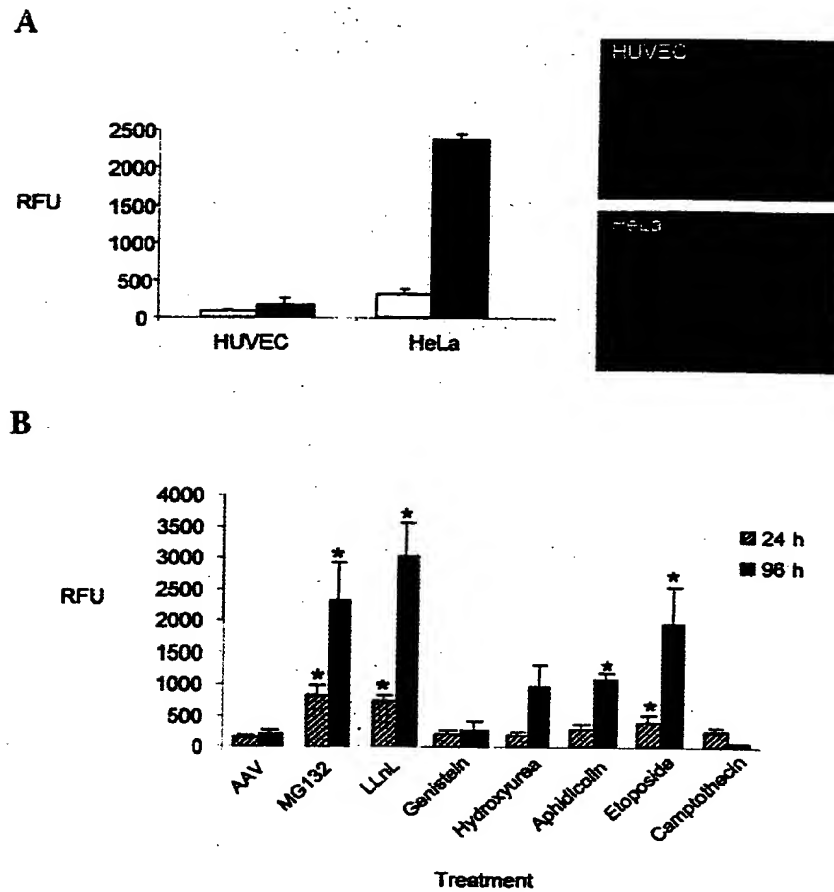 A
HUVEC
2500
2000
1500
RFU
1000
500
0
HUVEC
HeLa
HeLa
B
4000
3500
3000
2500
RFU
2000
1500
1000
500
0
24 h
96 h
* * * * * * *
AAV
MG132
LLnL
Genistein
Hydroxyurea
Aphidicolin
Etoposide
Camptothecin
Treatment